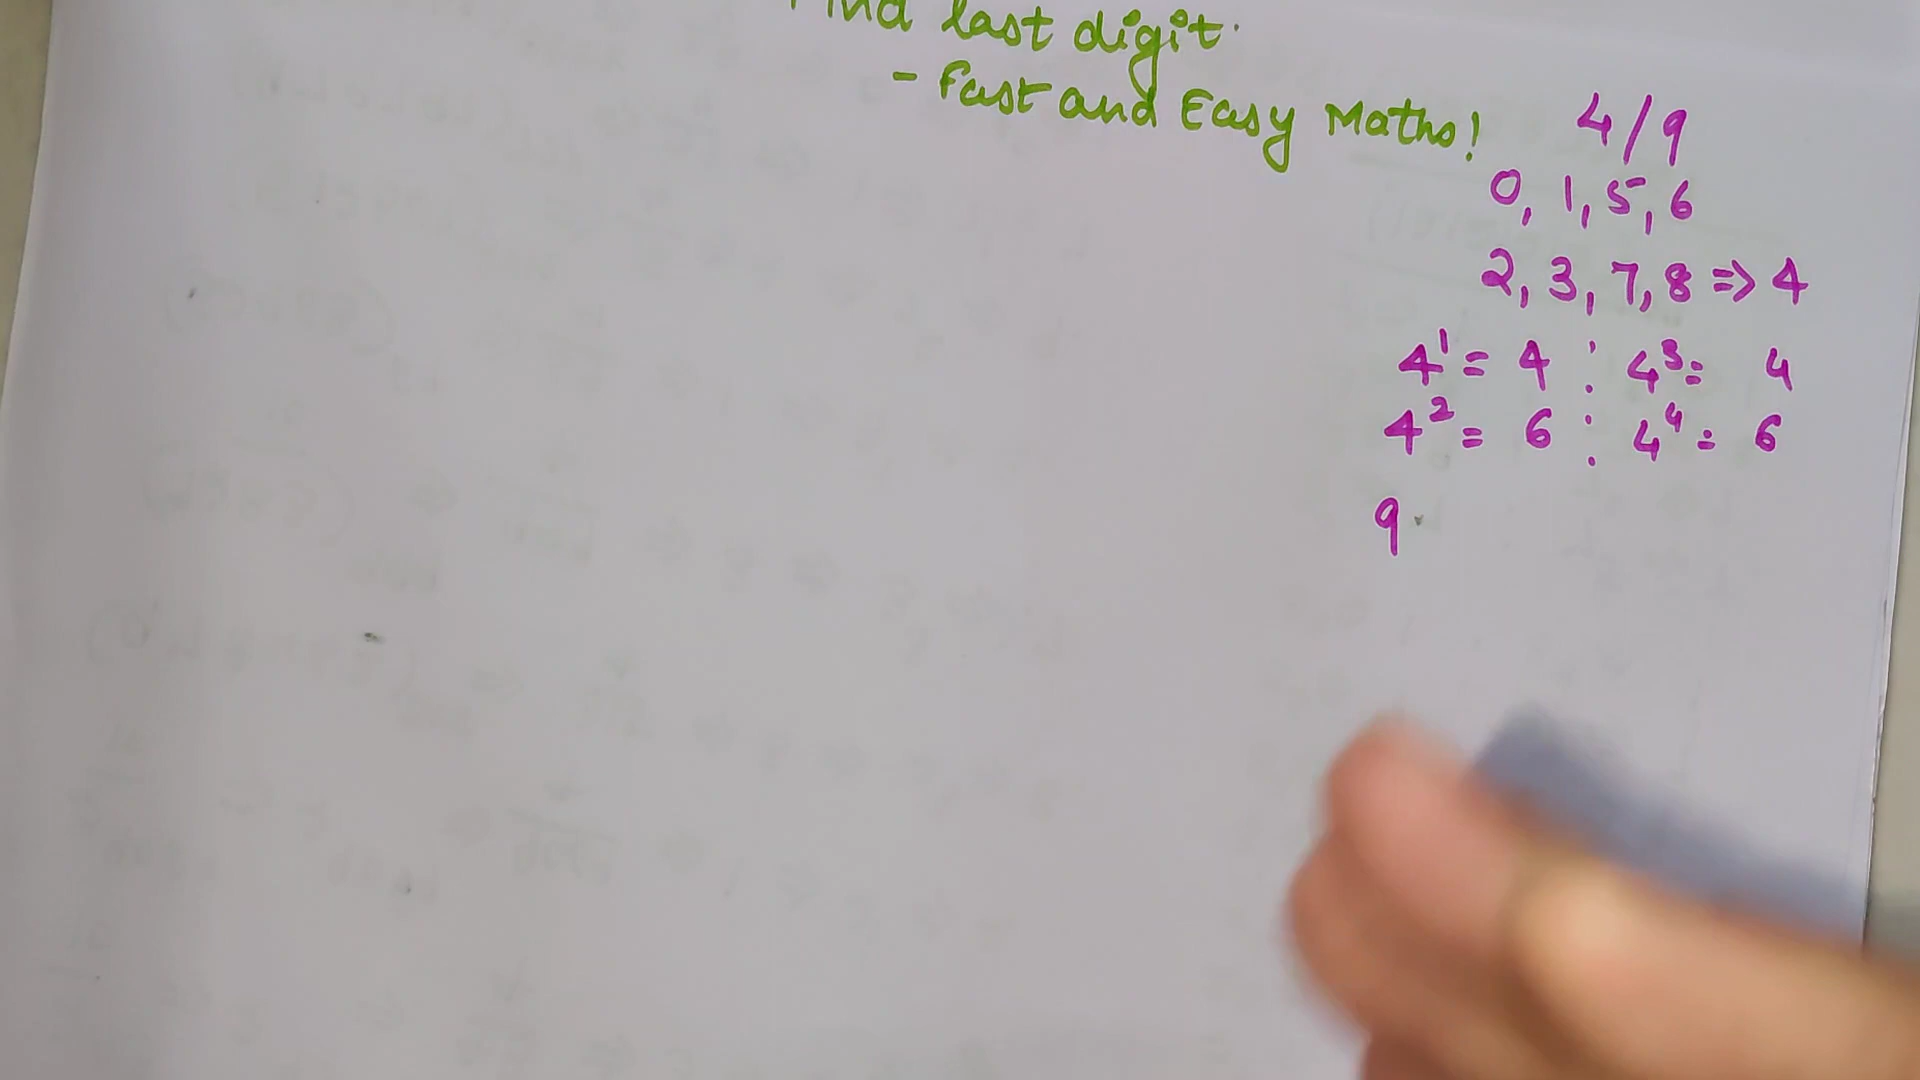 Find last digit.
- Fast and Easy Maths!
4/9
0, 1, 5, 6
2, 3, 7, 8 => 4
4¹ = 4 : 4³ = 4
4² = 6 : 4⁴ = 6
9